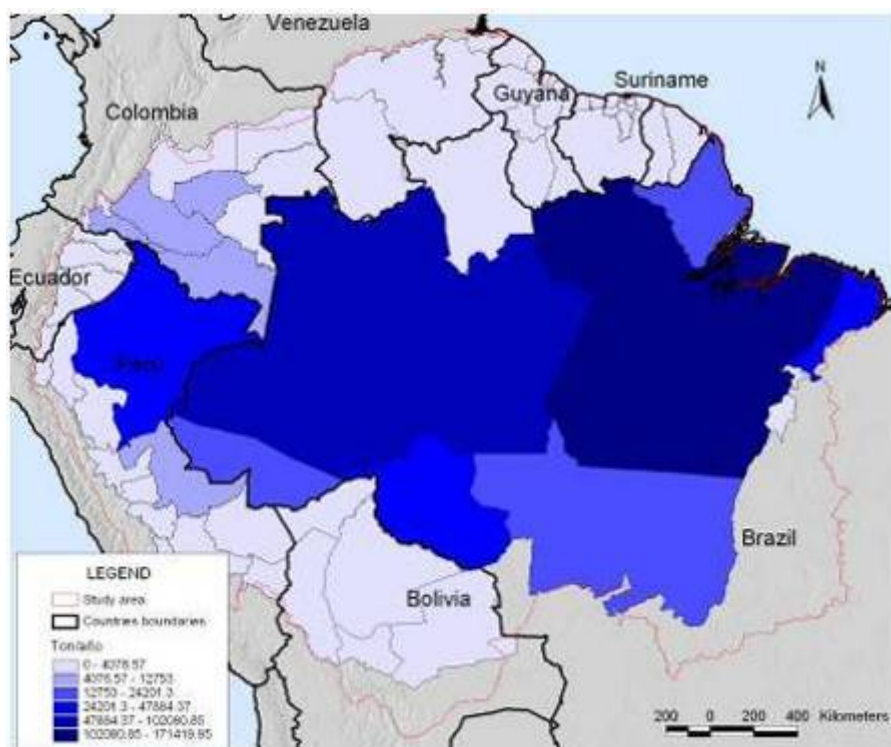 Venezuela
Suriname
Guyana
Colombia
N
Ecuador
Peru
Brazil
Bolivia
LEGEND
Study area
Countries boundaries
Ton/año
0 - 4076.57
4076.57 - 12753
12753 - 24201.3
24201.3 - 47884.37
47884.37 - 102080.85
102080.85 - 171419.95
200 0 200 400 Kilometers